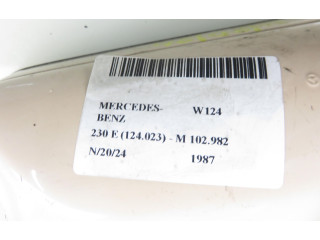 MERCEDES- W124
BENZ
230 E (124.023) - M 102.982
N/20/24 1987